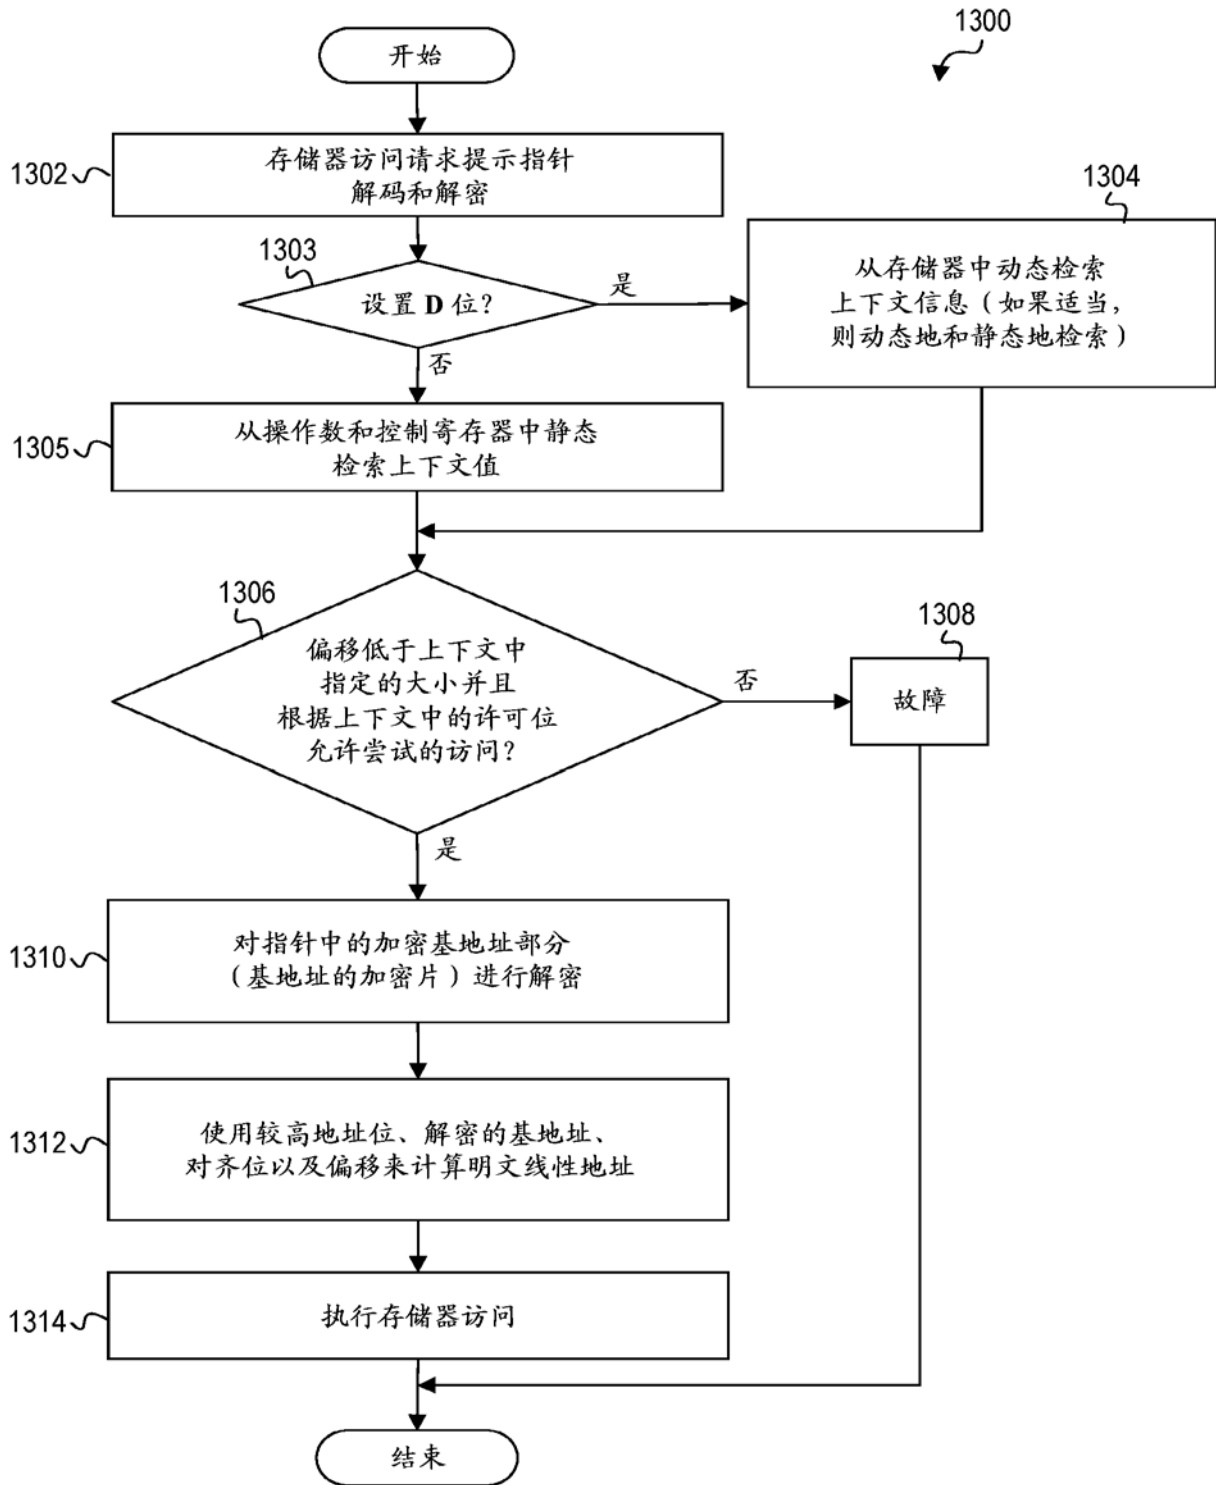 1300
开始
1302
存储器访问请求提示指针
解码和解密
1303
设置 D 位?
是
否
1304
从存储器中动态检索
上下文信息（如果适当,
则动态地和静态地检索）
1305
从操作数和控制寄存器中静态
检索上下文值
1306
偏移低于上下文中
指定的大小并且
根据上下文中的许可位
允许尝试的访问?
否
1308
故障
是
1310
对指针中的加密基地址部分
（基地址的加密片）进行解密
1312
使用较高地址位、解密的基地址、
对齐位以及偏移来计算明文线性地址
1314
执行存储器访问
结束